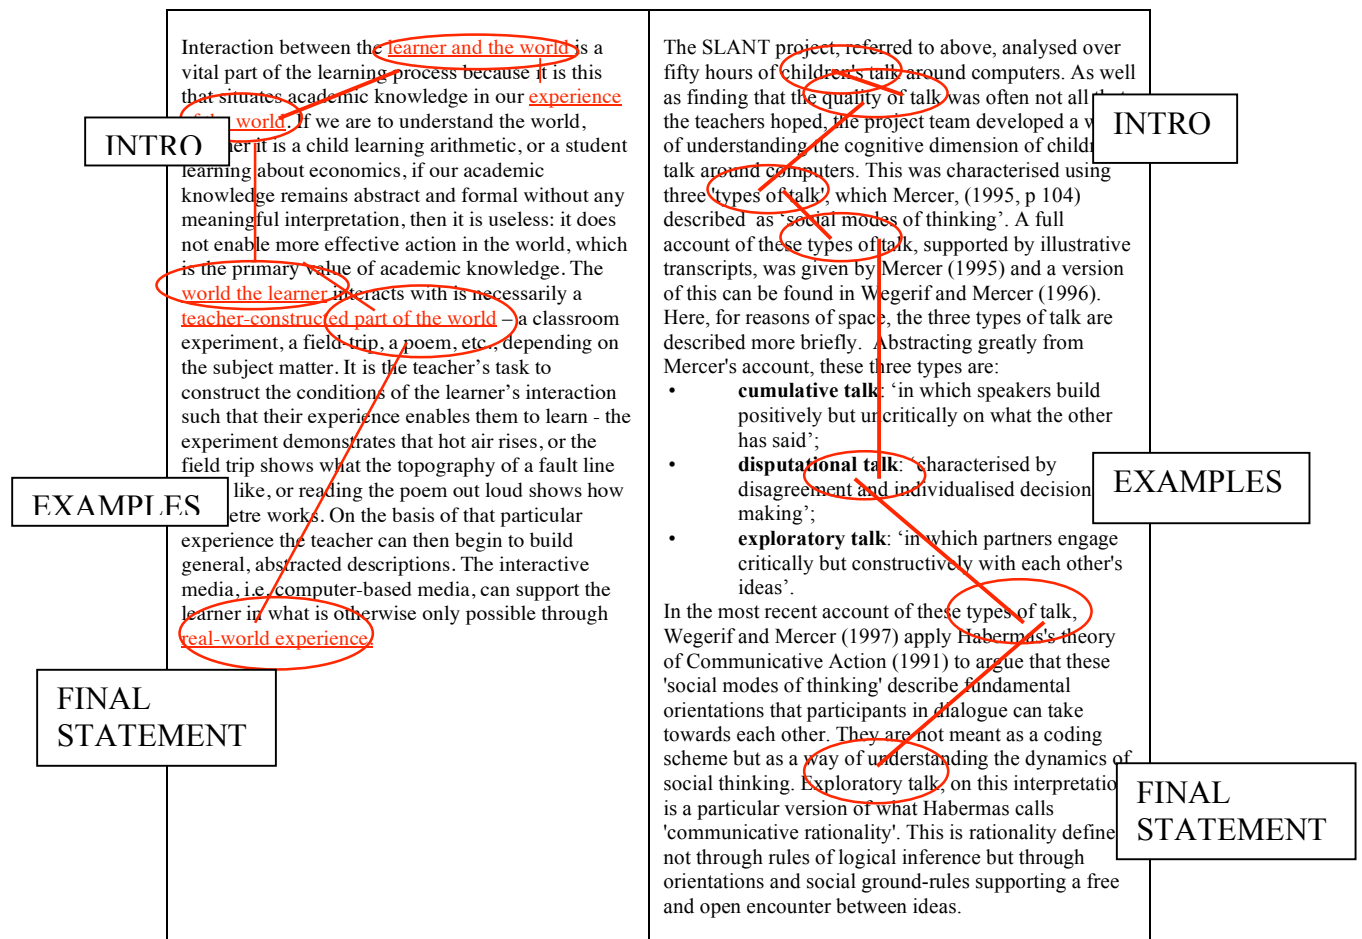 Interaction between the learner and the world is a
vital part of the learning process because it is this
that situates academic knowledge in our experience
world. If we are to understand the world,
INTRO
it is a child learning arithmetic, or a student
learning about economics, if our academic
knowledge remains abstract and formal without any
meaningful interpretation, then it is useless: it does
not enable more effective action in the world, which
is the primary value of academic knowledge. The
world the learner interacts with is necessarily a
teacher-constructed part of the world – a classroom
experiment, a field-trip, a poem, etc., depending on
the subject matter. It is the teacher's task to
construct the conditions of the learner's interaction
such that their experience enables them to learn - the
experiment demonstrates that hot air rises, or the
field trip shows what the topography of a fault line
like, or reading the poem out loud shows how
EXAMPLES
works. On the basis of that particular
experience the teacher can then begin to build
general, abstracted descriptions. The interactive
media, i.e. computer-based media, can support the
learner in what is otherwise only possible through
real-world experience.
FINAL
STATEMENT
The SLANT project, referred to above, analysed over
fifty hours of children's talk around computers. As well
as finding that the quality of talk was often not all
the teachers hoped, the project team developed a
INTRO
of understanding the cognitive dimension of
talk around computers. This was characterised using
three 'types of talk', which Mercer, (1995, p 104)
described as 'social modes of thinking'. A full
account of these types of talk, supported by illustrative
transcripts, was given by Mercer (1995) and a version
of this can be found in Wegerif and Mercer (1996).
Here, for reasons of space, the three types of talk are
described more briefly. Abstracting greatly from
Mercer's account, these three types are:
• cumulative talk: 'in which speakers build
positively but uncritically on what the other
has said';
• disputational talk: 'characterised by
disagreement and individualised decision
making';
EXAMPLES
• exploratory talk: 'in which partners engage
critically but constructively with each other's
ideas'.
In the most recent account of these types of talk,
Wegerif and Mercer (1997) apply Habermas's theory
of Communicative Action (1991) to argue that these
'social modes of thinking' describe fundamental
orientations that participants in dialogue can take
towards each other. They are not meant as a coding
scheme but as a way of understanding the dynamics of
social thinking. Exploratory talk, on this interpretation
is a particular version of what Habermas calls
'communicative rationality'. This is rationality define
not through rules of logical inference but through
orientations and social ground-rules supporting a free
and open encounter between ideas.
FINAL
STATEMENT